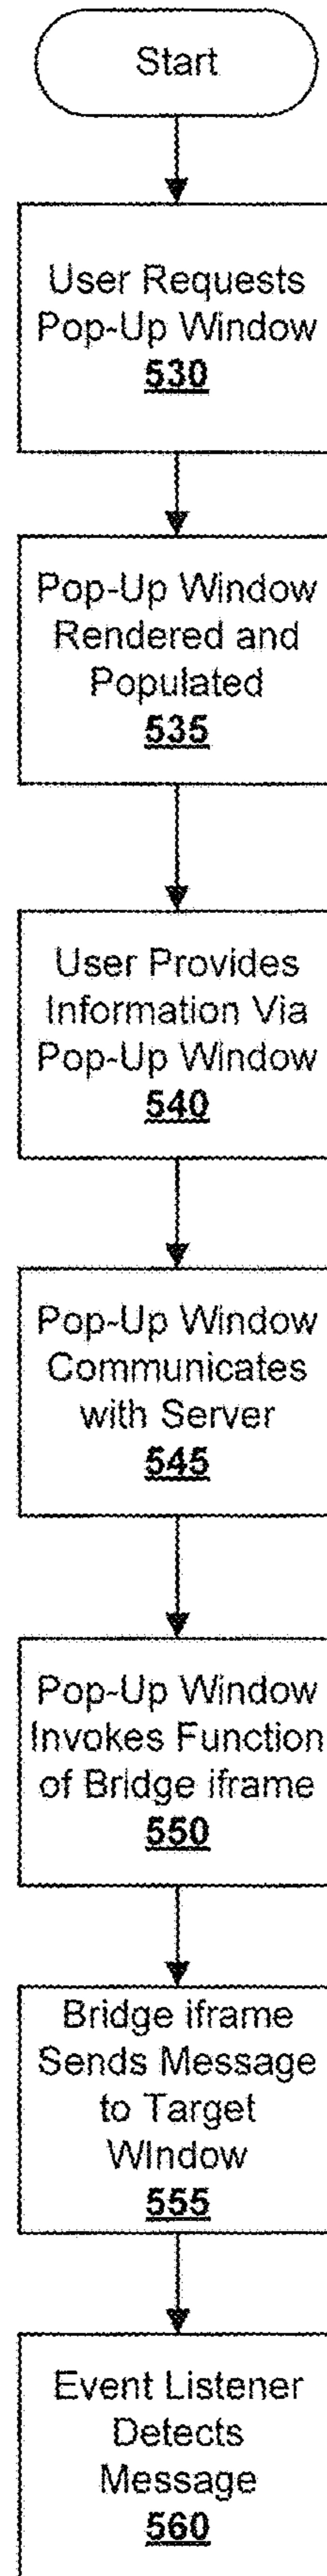 Start
User Requests
Pop-Up Window
530
Pop-Up Window
Rendered and
Populated
535
User Provides
Information Via
Pop-Up Window
540
Pop-Up Window
Communicates
with Server
545
Pop-Up Window
Invokes Function
of Bridge iframe
550
Bridge iframe
Sends Message
to Target
WIndow
555
Event Listener
Detects
Message
560